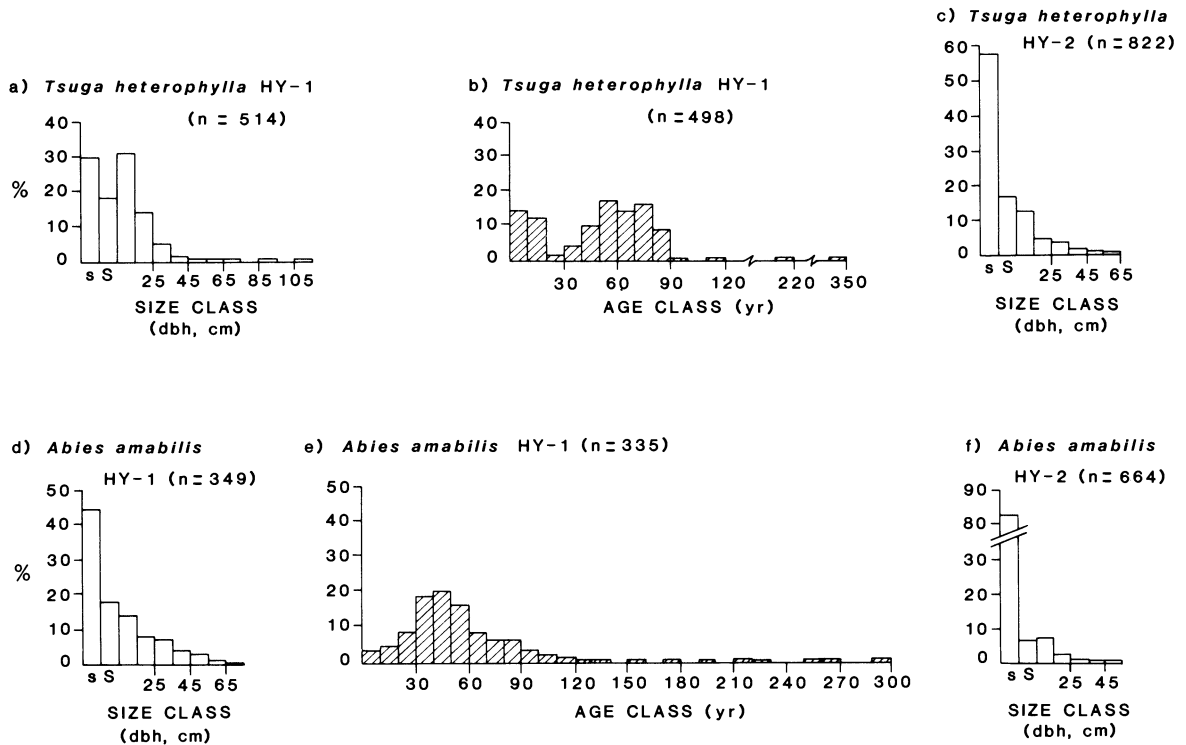 a) Tsuga heterophylla HY-1
(n = 514)
40
30
20
10
0
%
s S 25 45 65 85 105
SIZE CLASS
(dbh, cm)
b) Tsuga heterophylla HY-1
(n=498)
40
30
20
10
0
30 60 90 120 220 350
AGE CLASS (yr)
c) Tsuga heterophylla
HY-2 (n=822)
60
50
40
30
20
10
0
s S 25 45 65
SIZE CLASS
(dbh, cm)
d) Abies amabilis
HY-1 (n=349)
50
40
30
20
10
0
%
s S 25 45 65
SIZE CLASS
(dbh, cm)
e) Abies amabilis HY-1 (n=335)
50
40
30
20
10
0
30 60 90 120 150 180 210 240 270 300
AGE CLASS (yr)
f) Abies amabilis
HY-2 (n=664)
90
80
30
20
10
0
s S 25 45
SIZE CLASS
(dbh, cm)